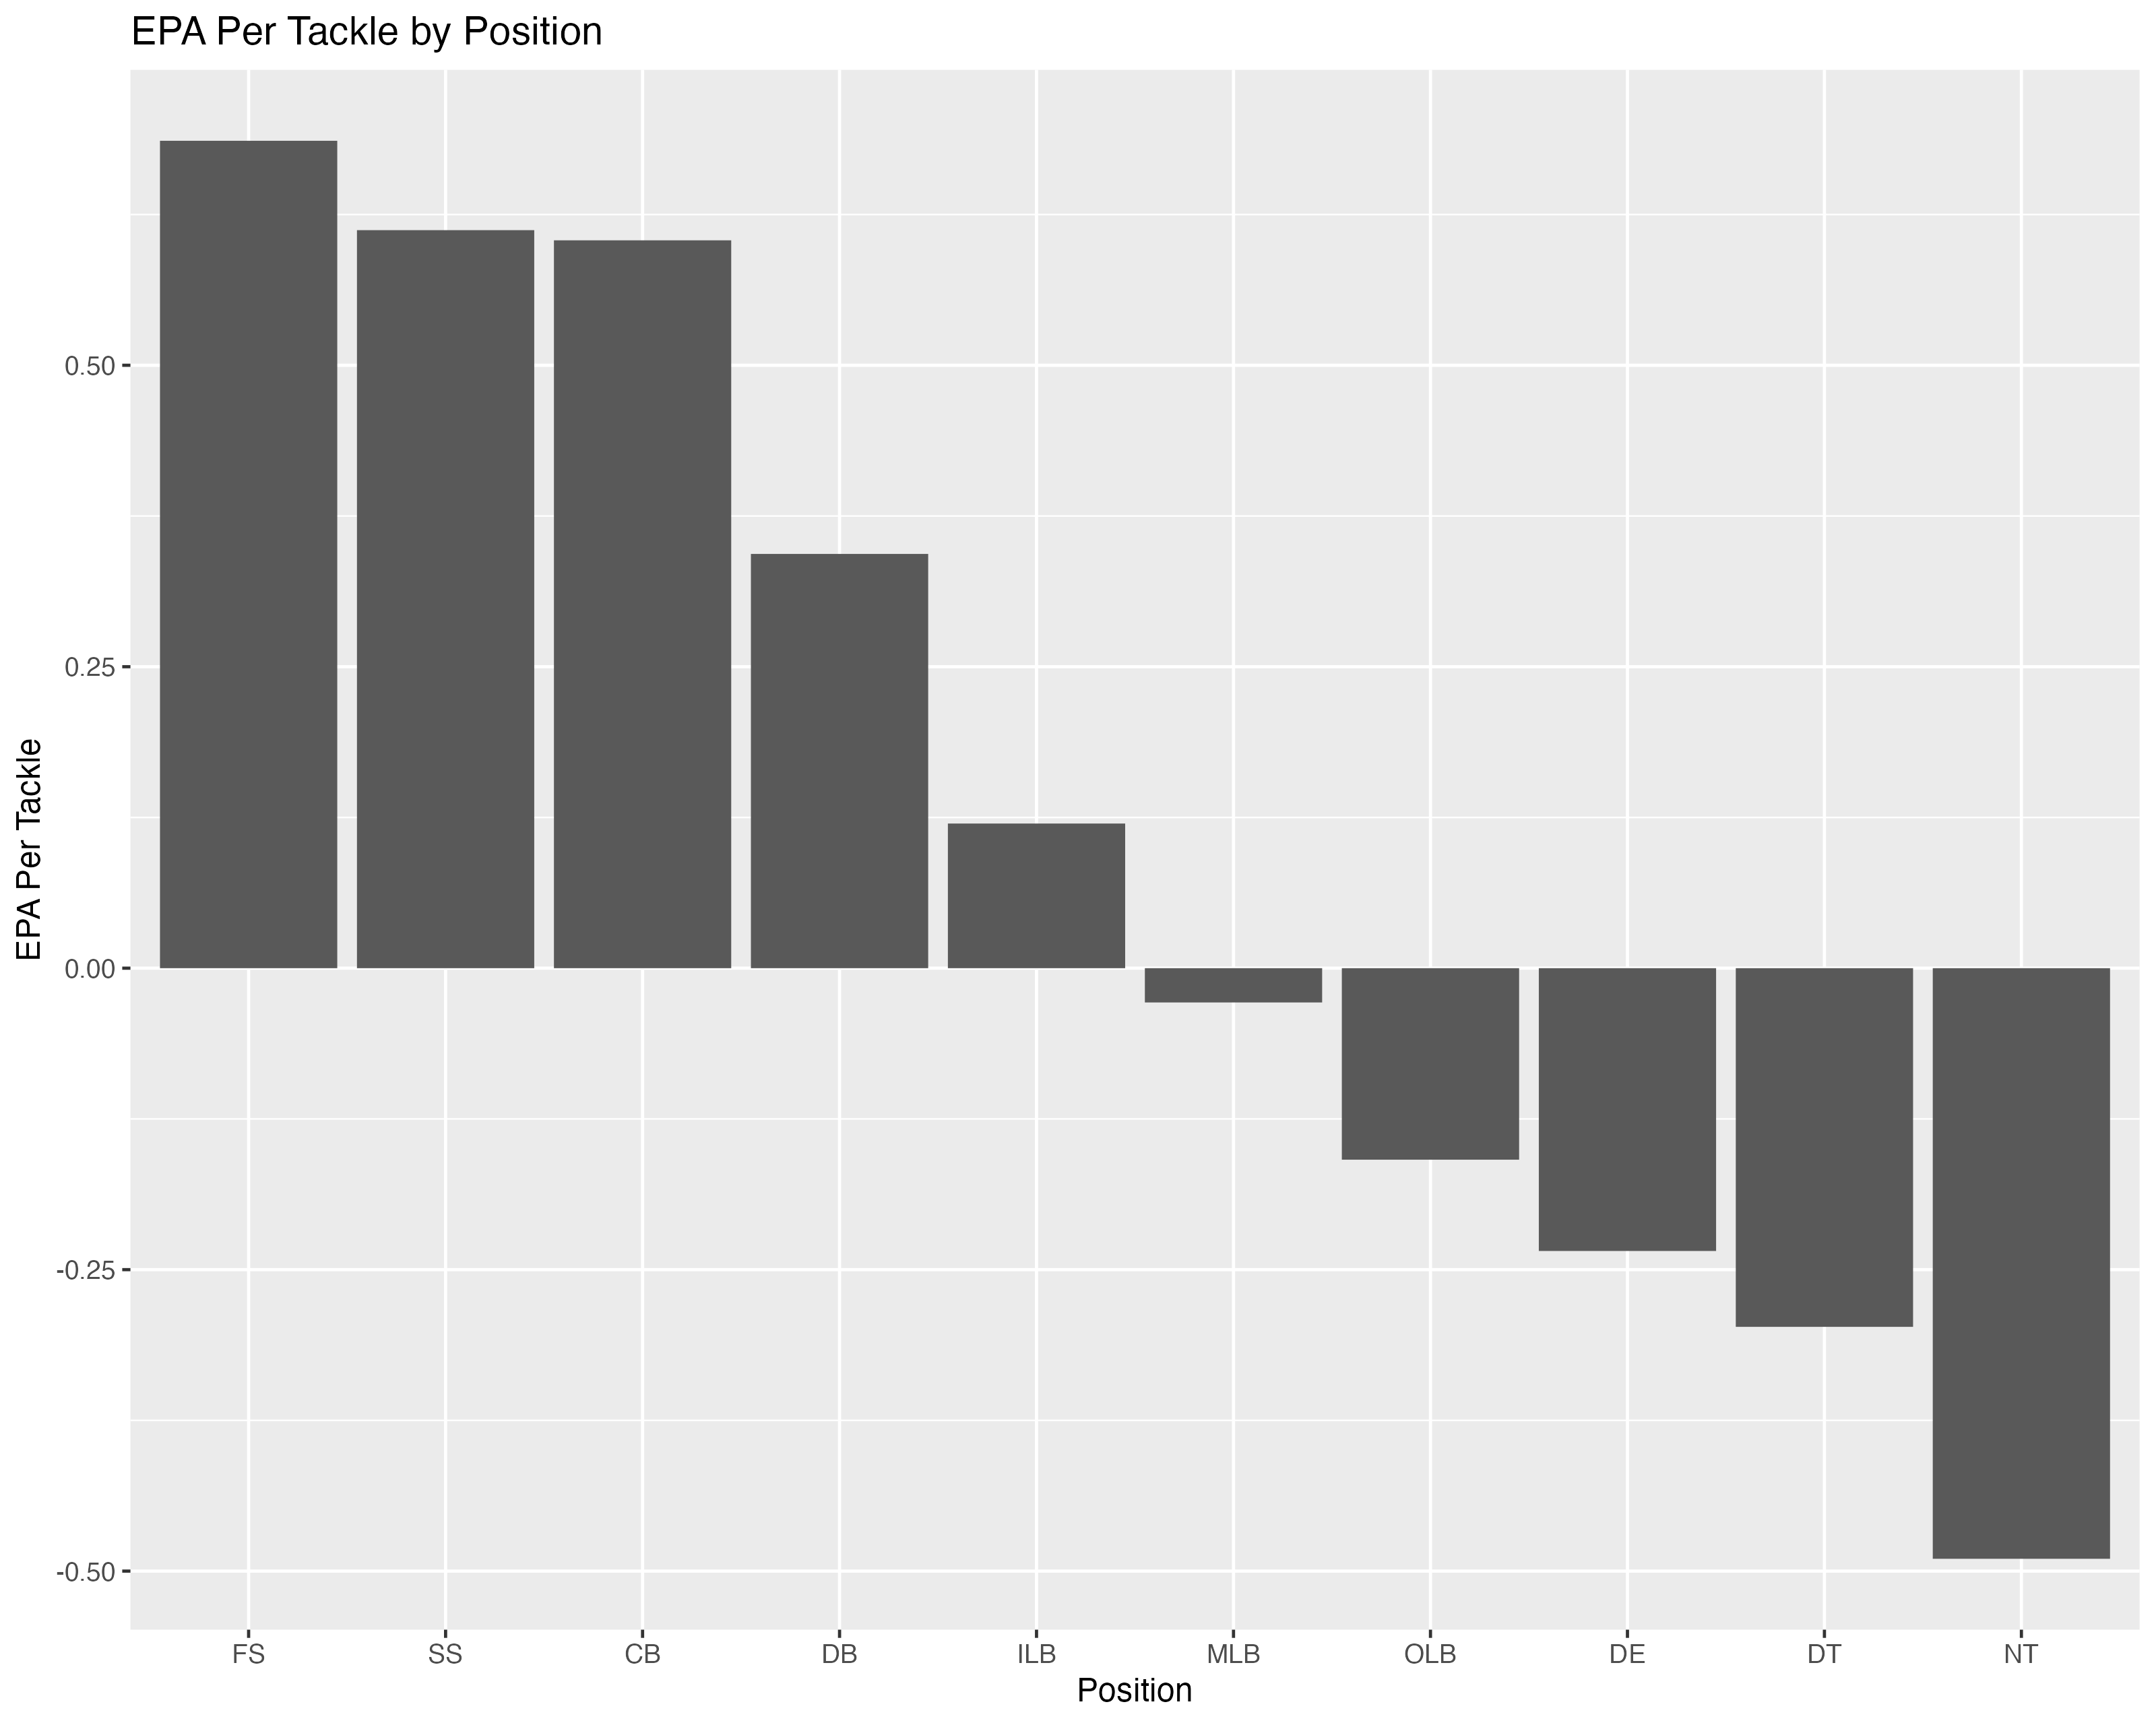 EPA Per Tackle by Position
EPA Per Tackle
0.50
0.25
0.00
-0.25
-0.50
FS SS CB DB ILB MLB OLB DE DT NT
Position